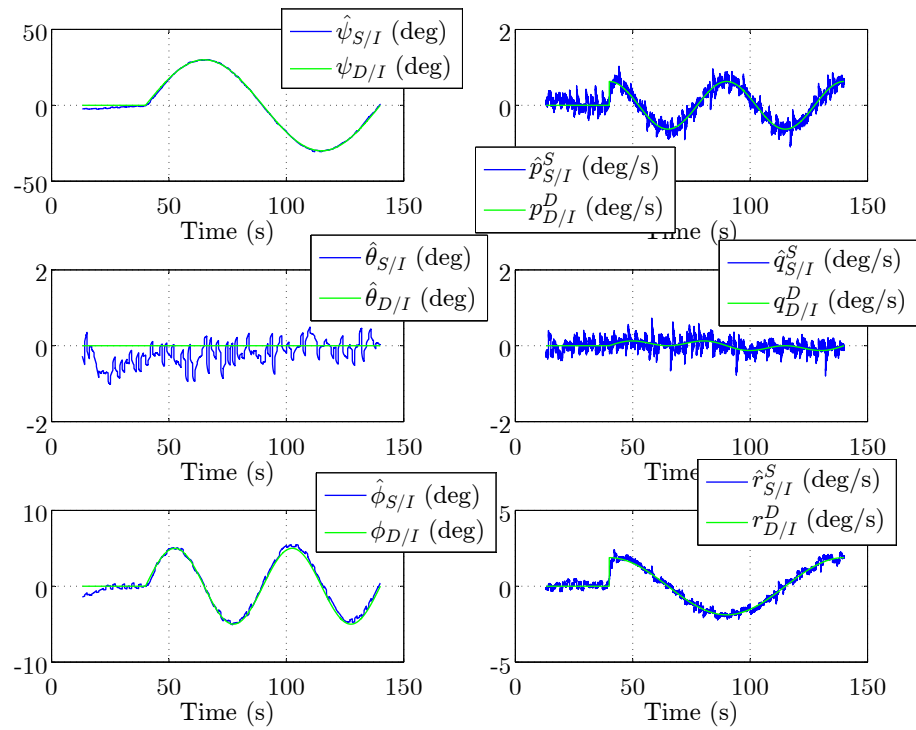 50
0
-50
0
50
100
150
Time (s)
ψ̂_{S/I} (deg)
ψ_{D/I} (deg)
2
0
-2
0
50
100
150
Time (s)
p̂^S_{S/I} (deg/s)
p^D_{D/I} (deg/s)
2
0
-2
0
50
100
150
Time (s)
θ̂_{S/I} (deg)
θ̂_{D/I} (deg)
2
0
-2
0
50
100
150
Time (s)
q̂^S_{S/I} (deg/s)
q^D_{D/I} (deg/s)
10
0
-10
0
50
100
150
Time (s)
ϕ̂_{S/I} (deg)
ϕ_{D/I} (deg)
5
0
-5
0
50
100
150
Time (s)
r̂^S_{S/I} (deg/s)
r^D_{D/I} (deg/s)